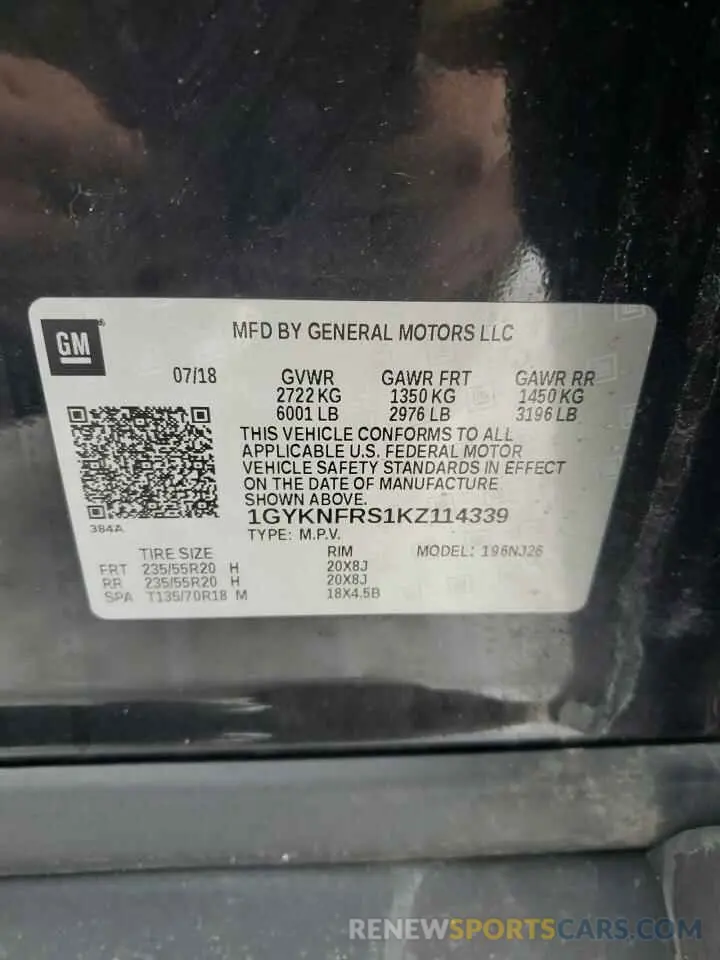 GM®
MFD BY GENERAL MOTORS LLC
07/18 GVWR GAWR FRT GAWR RR
2722 KG 1350 KG 1450 KG
6001 LB 2976 LB 3196 LB
THIS VEHICLE CONFORMS TO ALL
APPLICABLE U.S. FEDERAL MOTOR
VEHICLE SAFETY STANDARDS IN EFFECT
ON THE DATE OF MANUFACTURE
SHOWN ABOVE.
384A
1GYKNFRS1KZ114339
TYPE: M.P.V.
TIRE SIZE RIM MODEL: 196NJ26
FRT 235/55R20 H 20X8J
RR 235/55R20 H 20X8J
SPA T135/70R18 M 18X4.5B
RENEWSPORTSCARS.COM